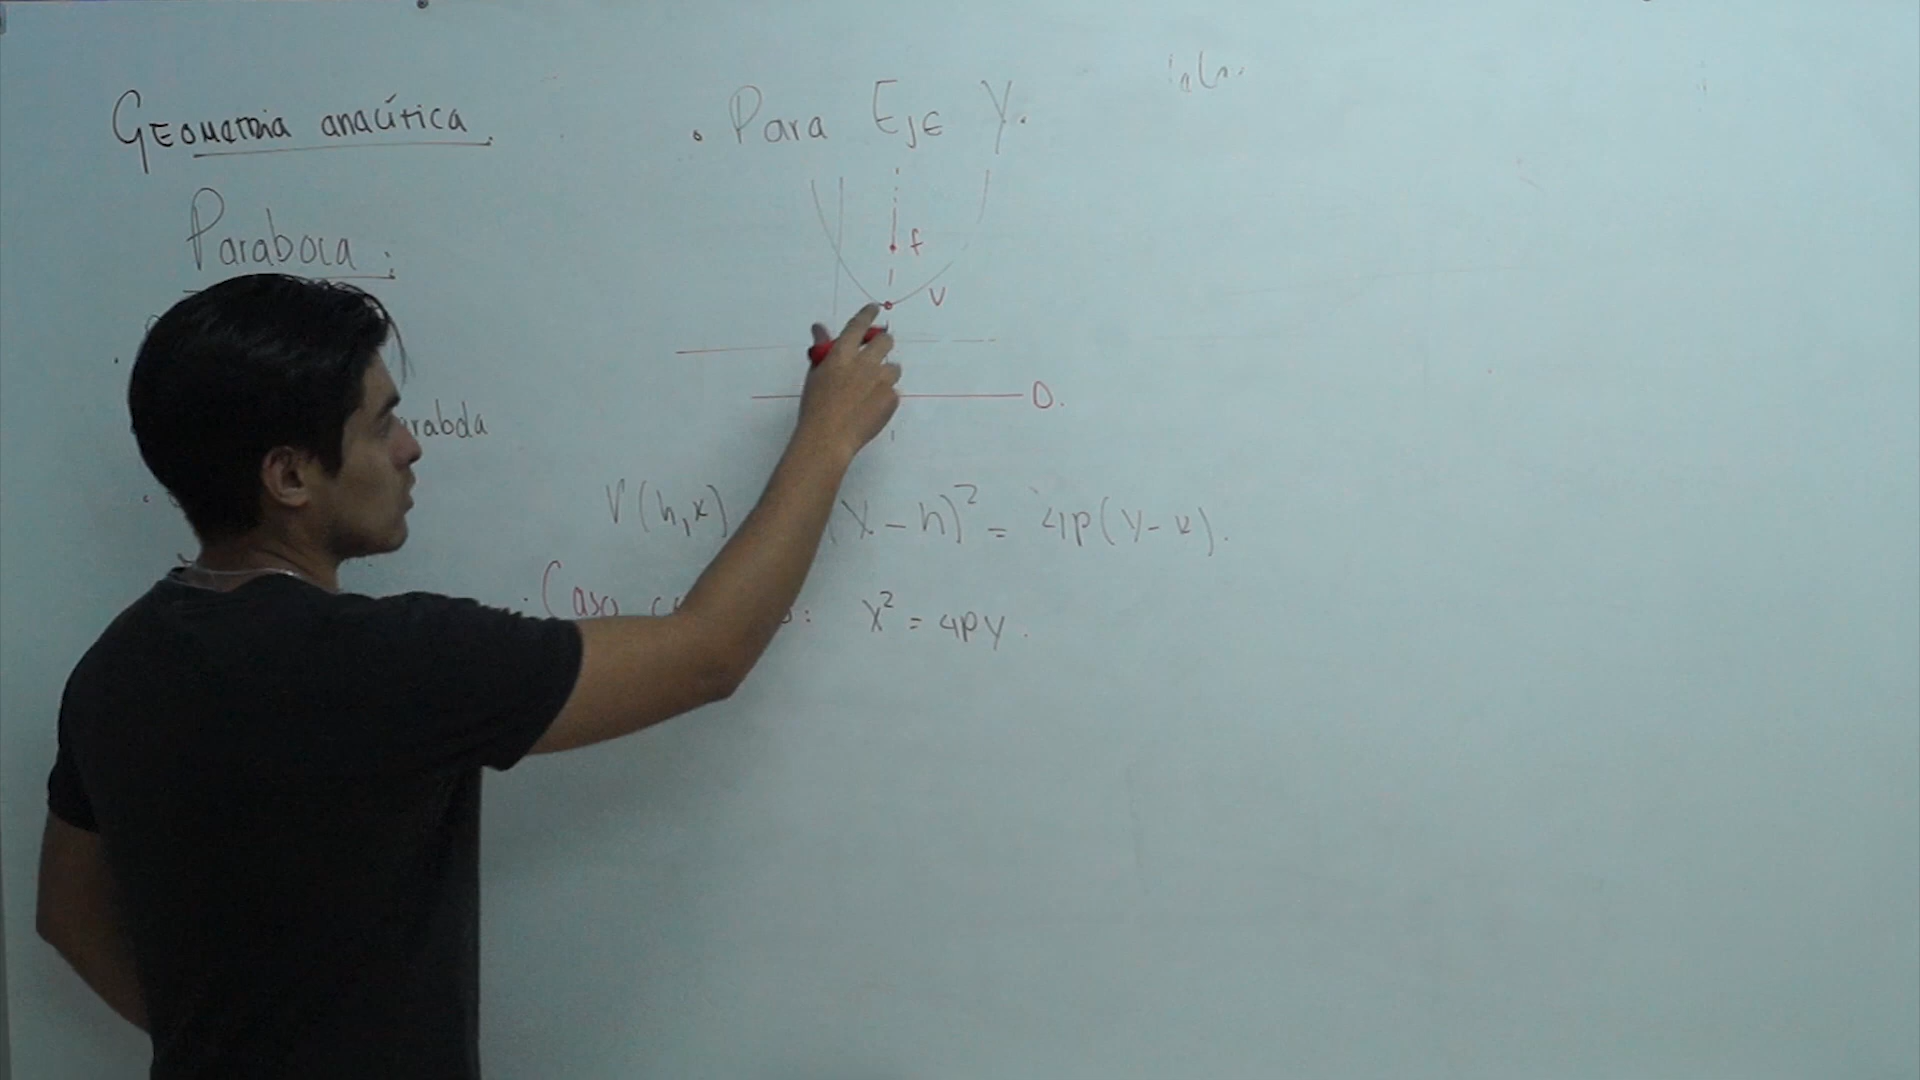 Geometria analítica.
Parabola:
• Para Eje Y.
f
V
D.
V(h,k)
(x-h)² = 4p(y-k).
• Caso
x² = 4py.